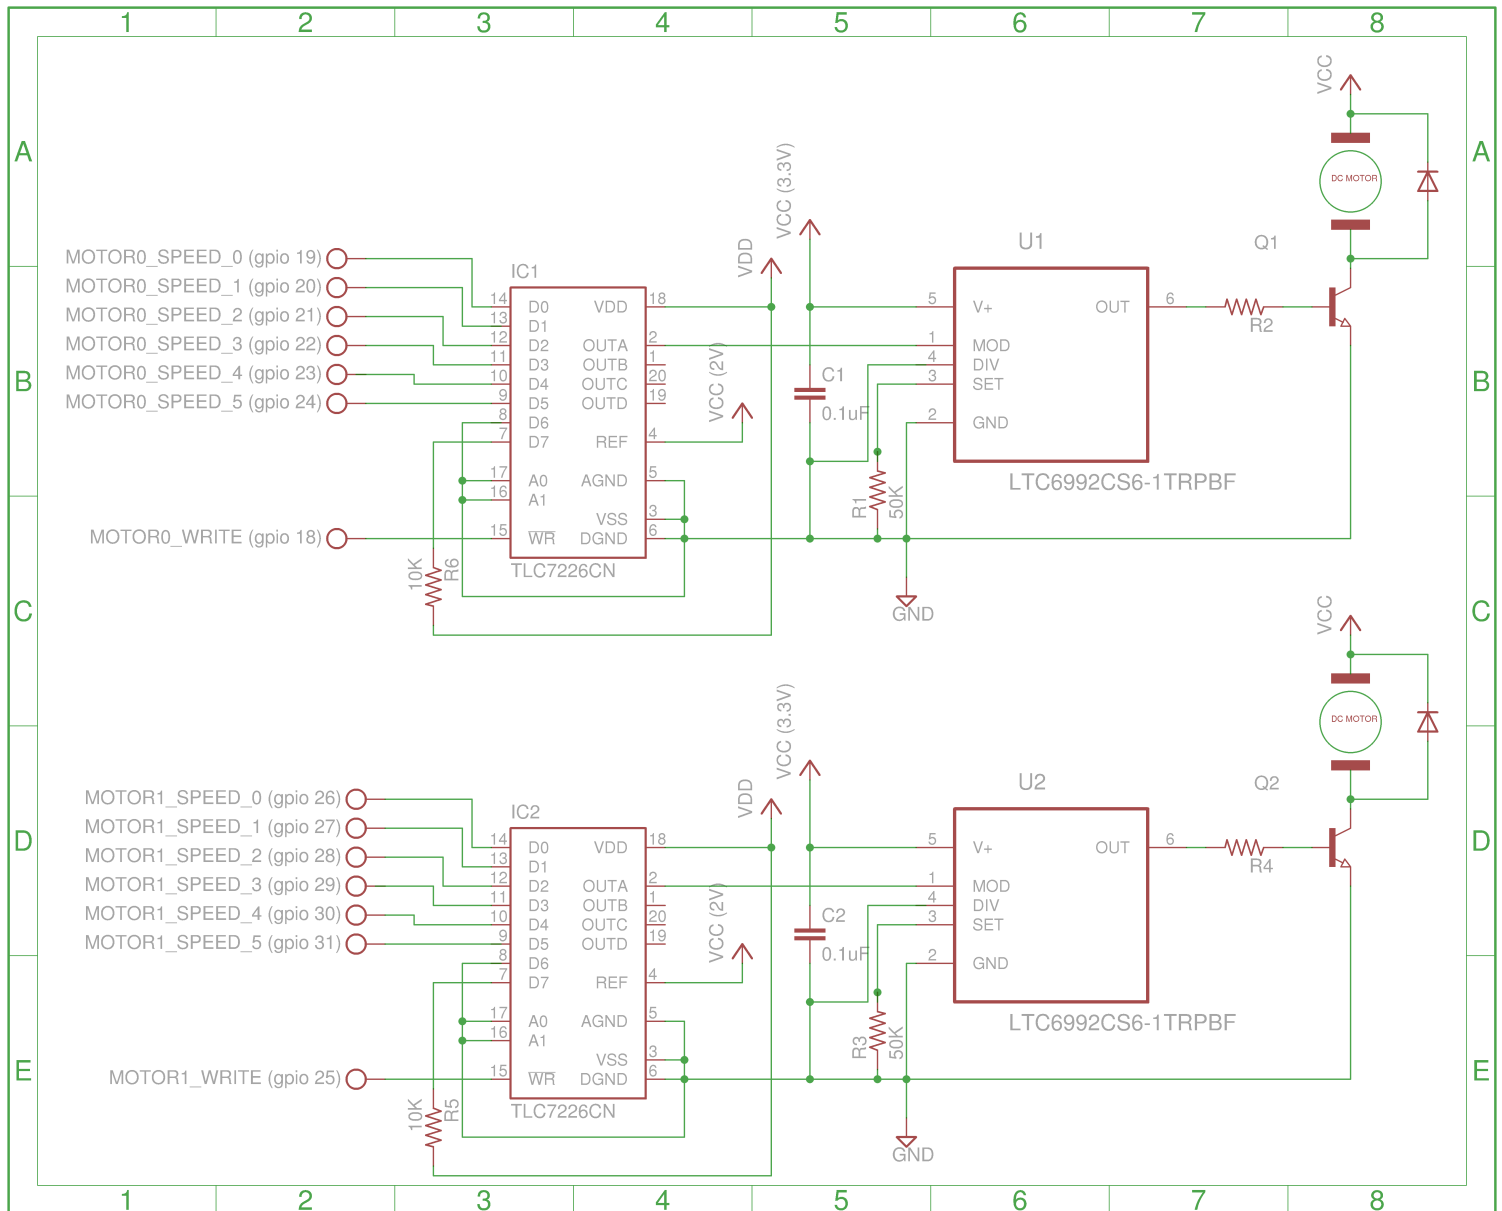 1 2 3 4 5 6 7 8
A A
VCC
DC MOTOR
VCC (3.3V)
VDD
U1
Q1
MOTOR0_SPEED_0 (gpio 19)
MOTOR0_SPEED_1 (gpio 20)
MOTOR0_SPEED_2 (gpio 21)
MOTOR0_SPEED_3 (gpio 22)
MOTOR0_SPEED_4 (gpio 23)
MOTOR0_SPEED_5 (gpio 24)
IC1
14 D0 VDD 18
13 D1
12 D2 OUTA 2
11 D3 OUTB 1
10 D4 OUTC 20
9 D5 OUTD 19
8 D6
7 D7 REF 4
17 A0 AGND 5
16 A1
VSS 3
15 WR DGND 6
TLC7226CN
VCC (2V)
5 V+ OUT 6
1 MOD
4 DIV
3 SET
2 GND
LTC6992CS6-1TRPBF
R2
B B
C1
0.1uF
R1
50K
MOTOR0_WRITE (gpio 18)
10K
R6
GND
C C
VCC
DC MOTOR
VCC (3.3V)
VDD
U2
Q2
MOTOR1_SPEED_0 (gpio 26)
MOTOR1_SPEED_1 (gpio 27)
MOTOR1_SPEED_2 (gpio 28)
MOTOR1_SPEED_3 (gpio 29)
MOTOR1_SPEED_4 (gpio 30)
MOTOR1_SPEED_5 (gpio 31)
IC2
14 D0 VDD 18
13 D1
12 D2 OUTA 2
11 D3 OUTB 1
10 D4 OUTC 20
9 D5 OUTD 19
8 D6
7 D7 REF 4
17 A0 AGND 5
16 A1
VSS 3
15 WR DGND 6
TLC7226CN
VCC (2V)
5 V+ OUT 6
1 MOD
4 DIV
3 SET
2 GND
LTC6992CS6-1TRPBF
R4
D D
C2
0.1uF
R3
50K
MOTOR1_WRITE (gpio 25)
10K
R5
GND
E E
1 2 3 4 5 6 7 8